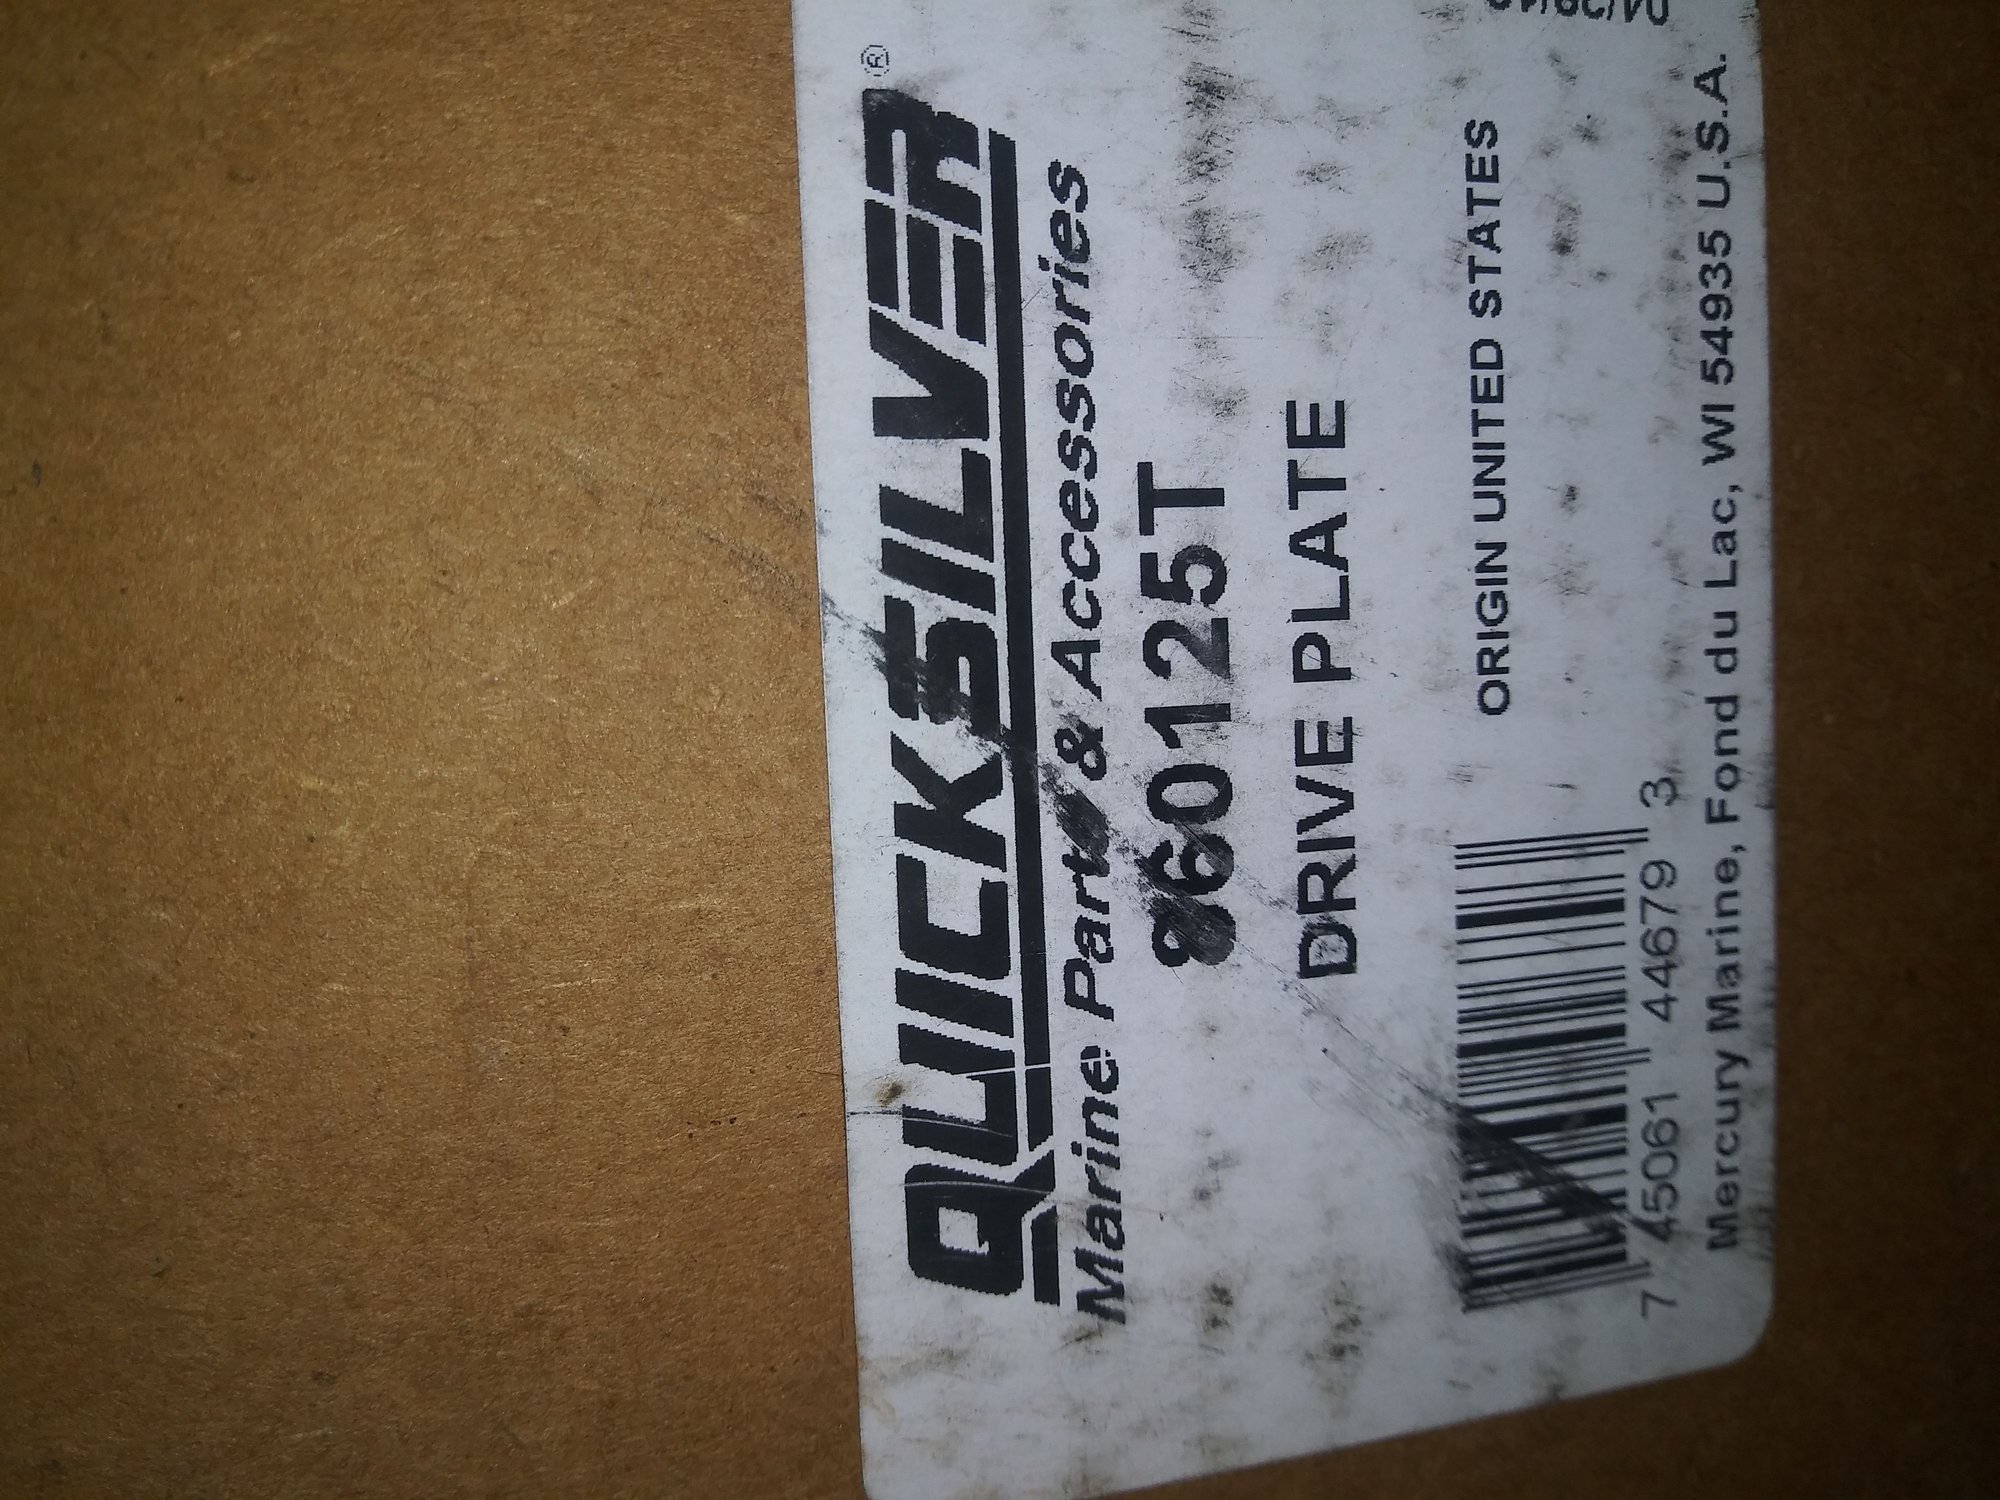 QUICKSILVER®
Marine Parts & Accessories
860125T
DRIVE PLATE
ORIGIN UNITED STATES
7 45061 44679 3
Mercury Marine, Fond du Lac, WI 54935 U.S.A.